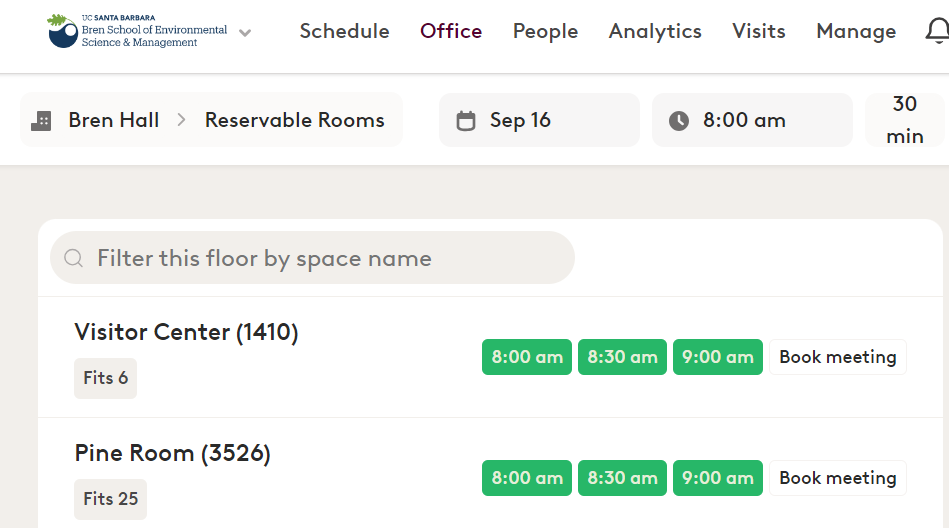 UC SANTA BARBARA
Bren School of Environmental
Science & Management
Schedule Office People Analytics Visits Manage
Bren Hall > Reservable Rooms Sep 16 8:00 am 30 min
Filter this floor by space name
Visitor Center (1410)
8:00 am 8:30 am 9:00 am Book meeting
Fits 6
Pine Room (3526)
8:00 am 8:30 am 9:00 am Book meeting
Fits 25